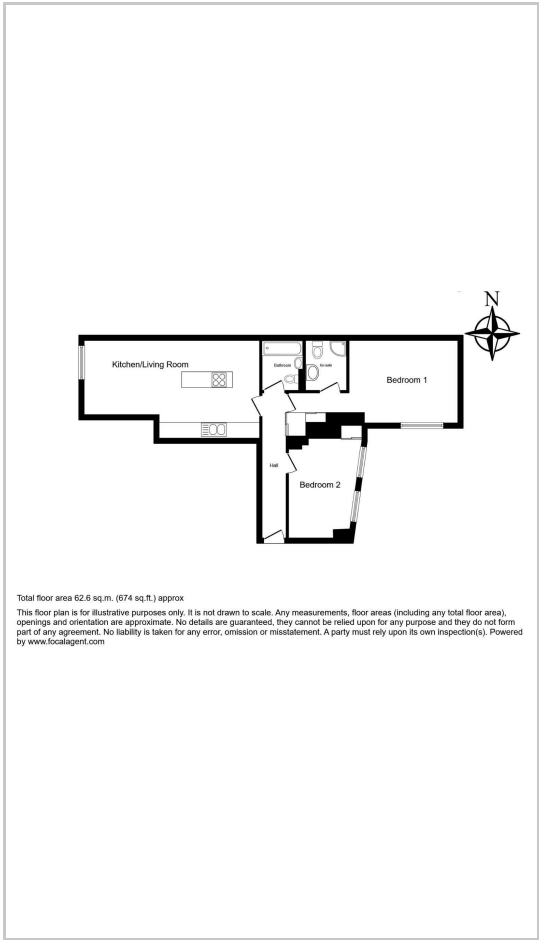 N
Kitchen/Living Room
Bathroom
En-suite
Bedroom 1
Hall
Bedroom 2
Total floor area 62.6 sq.m. (674 sq.ft.) approx
This floor plan is for illustrative purposes only. It is not drawn to scale. Any measurements, floor areas (including any total floor area),
openings and orientation are approximate. No details are guaranteed, they cannot be relied upon for any purpose and they do not form
part of any agreement. No liability is taken for any error, omission or misstatement. A party must rely upon its own inspection(s). Powered
by www.focalagent.com